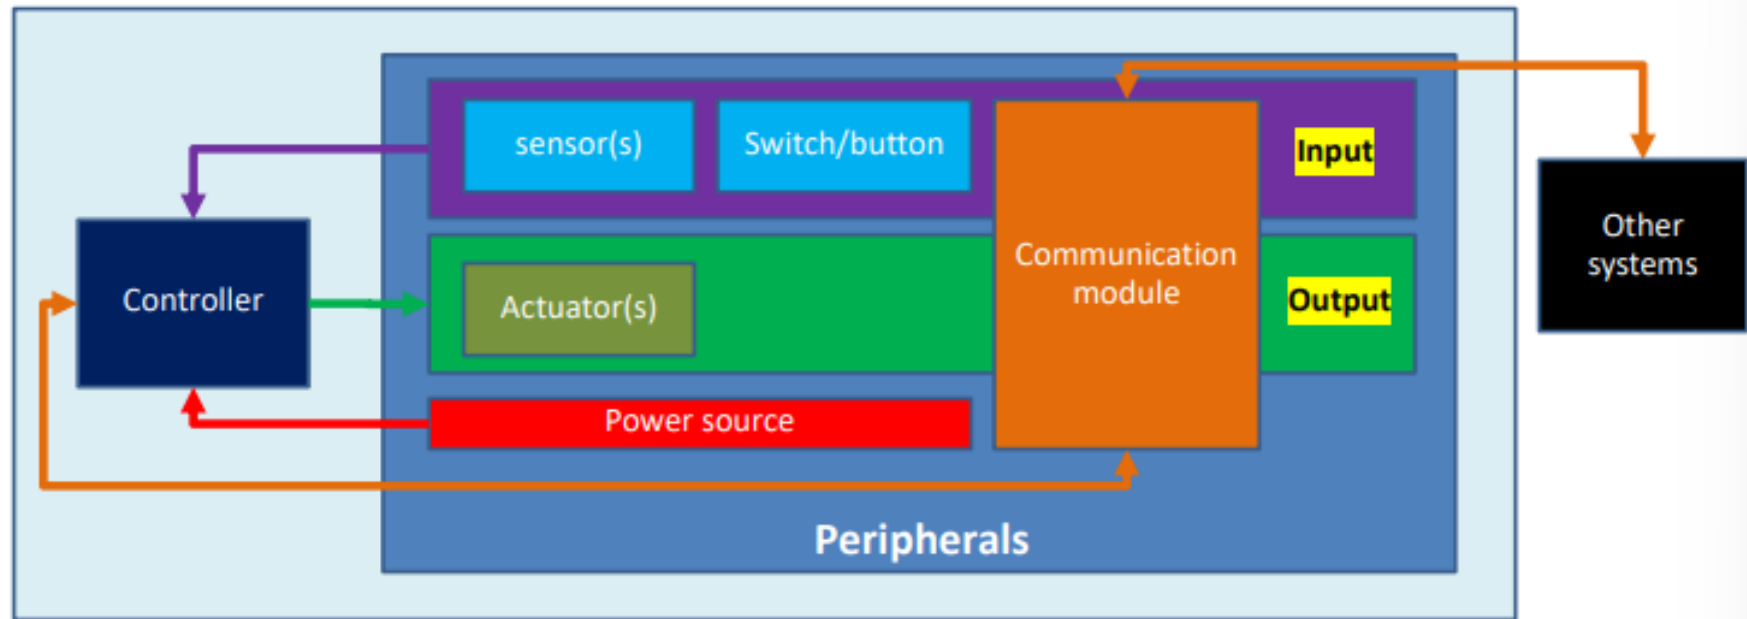 sensor(s)
Switch/button
Input
Communication
module
Other
systems
Controller
Actuator(s)
Output
Power source
Peripherals